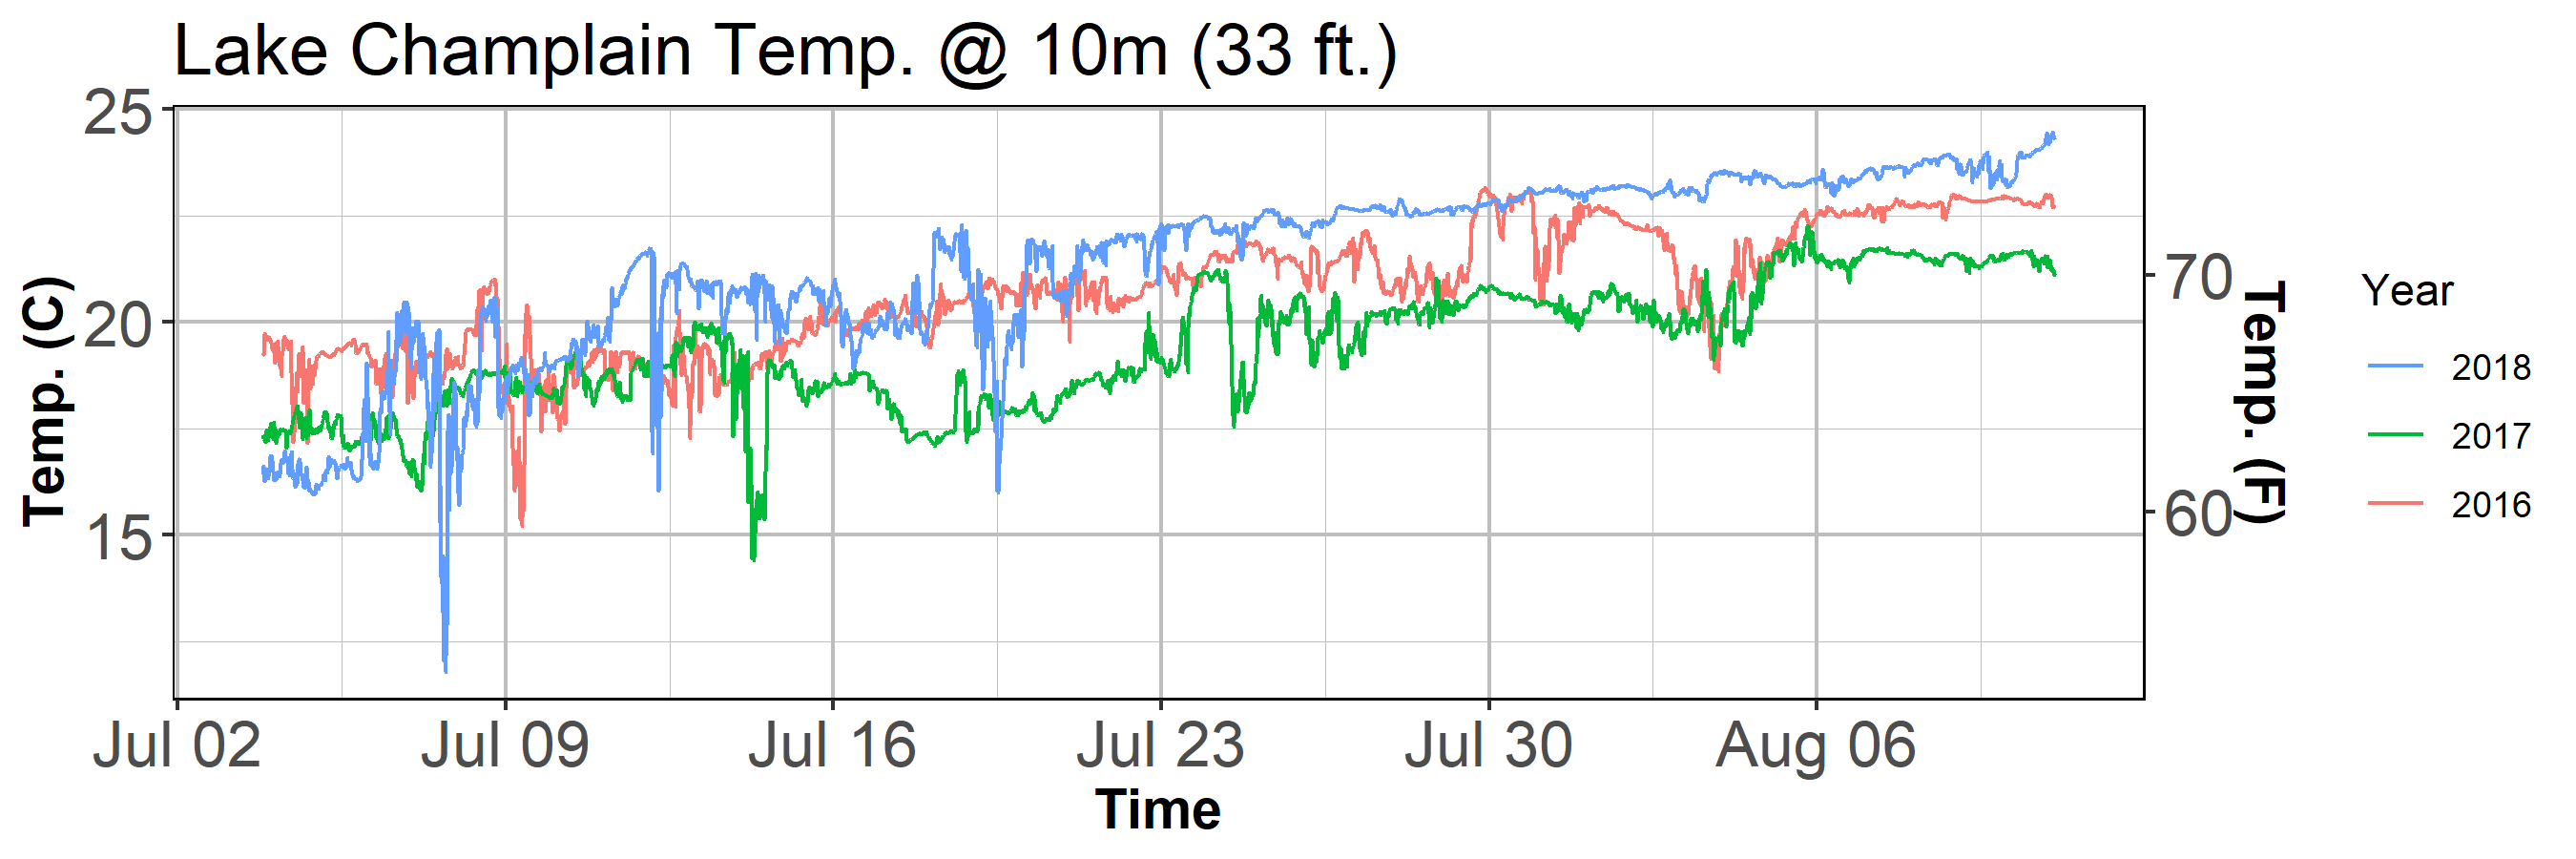 Lake Champlain Temp. @ 10m (33 ft.)
25
20
15
Temp. (C)
70
60
Temp. (F)
Jul 02 Jul 09 Jul 16 Jul 23 Jul 30 Aug 06
Time
Year
2018
2017
2016